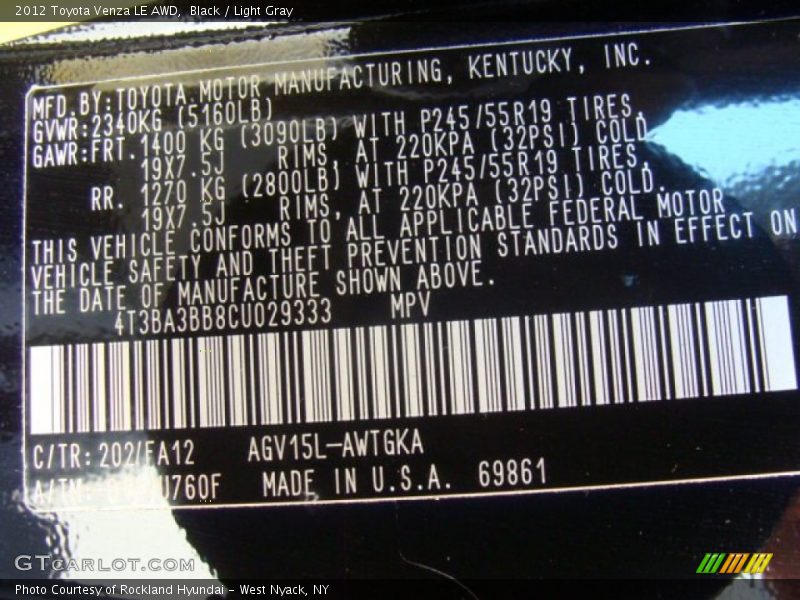 2012 Toyota Venza LE AWD, Black / Light Gray
MFD.BY:TOYOTA MOTOR MANUFACTURING, KENTUCKY, INC.
GVWR:2340KG (5160LB)
GAWR:FRT.1400 KG (3090LB) WITH P245/55R19 TIRES,
19X7.5J RIMS, AT 220KPA (32PSI) COLD
RR. 1270 KG (2800LB) WITH P245/55R19 TIRES,
19X7.5J RIMS, AT 220KPA (32PSI) COLD.
THIS VEHICLE CONFORMS TO ALL APPLICABLE FEDERAL MOTOR
VEHICLE SAFETY AND THEFT PREVENTION STANDARDS IN EFFECT ON
THE DATE OF MANUFACTURE SHOWN ABOVE.
4T3BA3BB8CU029333 MPV
C/TR:202/FA12 AGV15L-AWTGKA
A/TM: U760F MADE IN U.S.A. 69861
GTCARLOT.COM
Photo Courtesy of Rockland Hyundai - West Nyack, NY